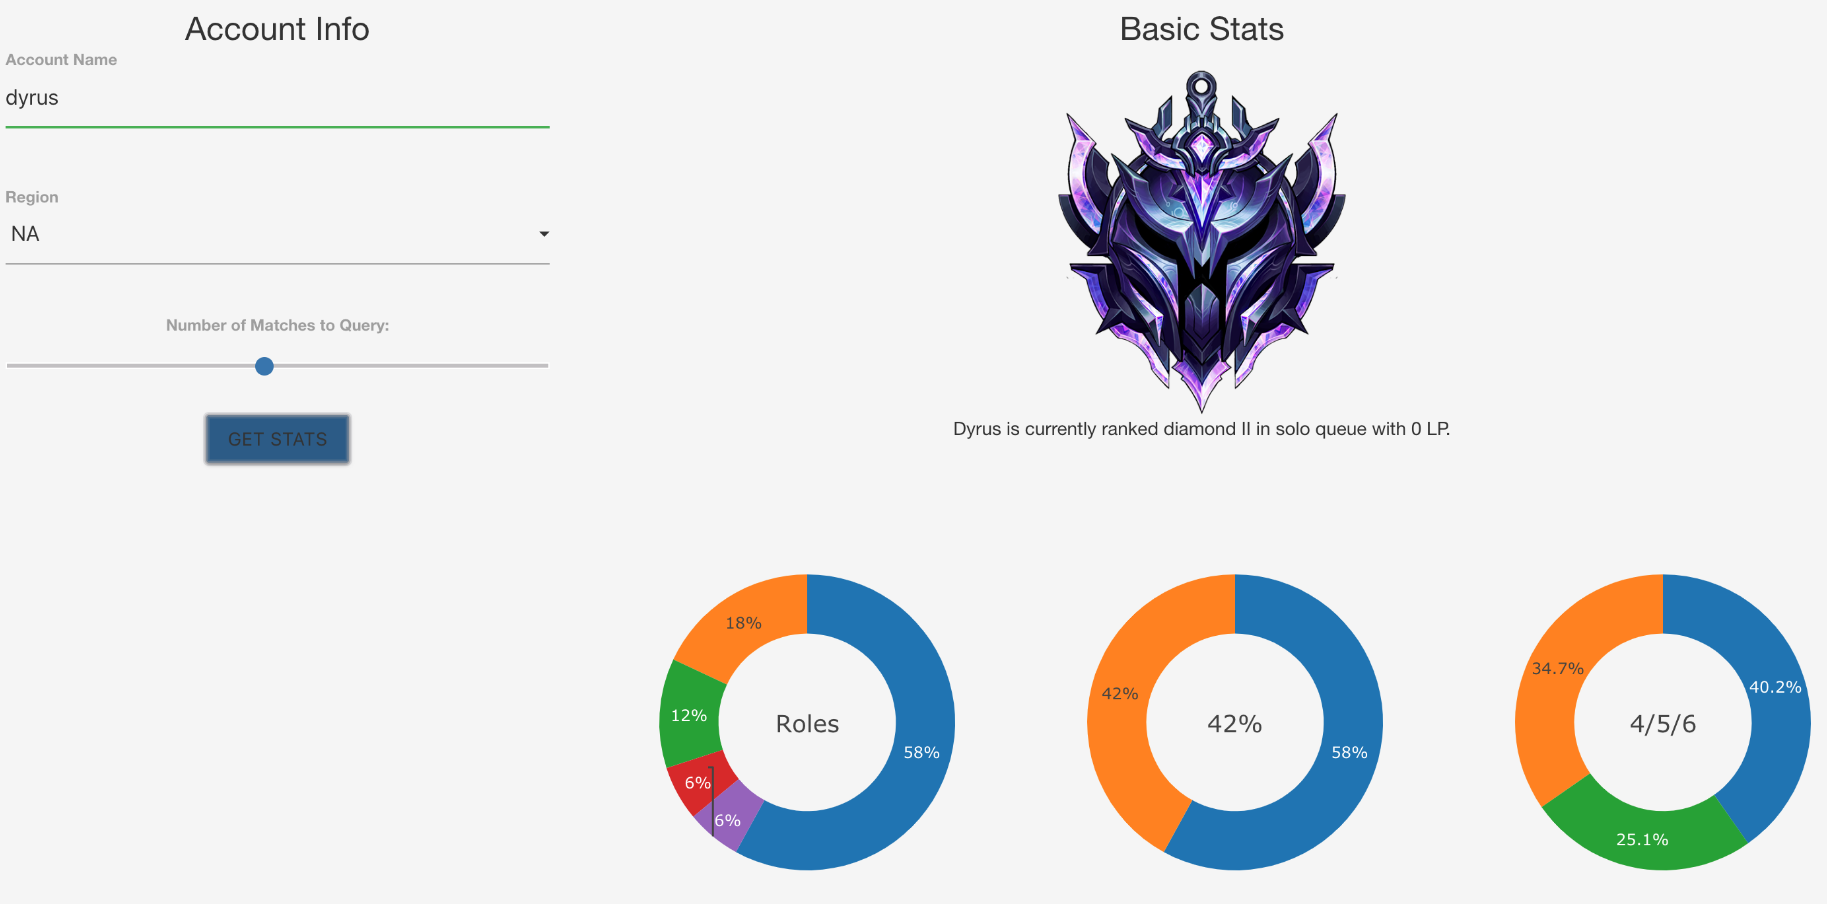 Account Info
Account Name
dyrus
Region
NA
Number of Matches to Query:
GET STATS
Basic Stats
Dyrus is currently ranked diamond II in solo queue with 0 LP.
18%
12%
6%
6%
58%
Roles
42%
58%
42%
34.7%
40.2%
25.1%
4/5/6